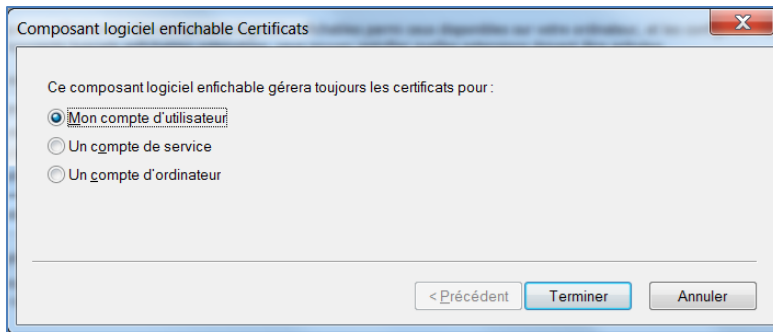 Composant logiciel enfichable Certificats
Ce composant logiciel enfichable gérera toujours les certificats pour :
Mon compte d'utilisateur
Un compte de service
Un compte d'ordinateur
< Précédent
Terminer
Annuler